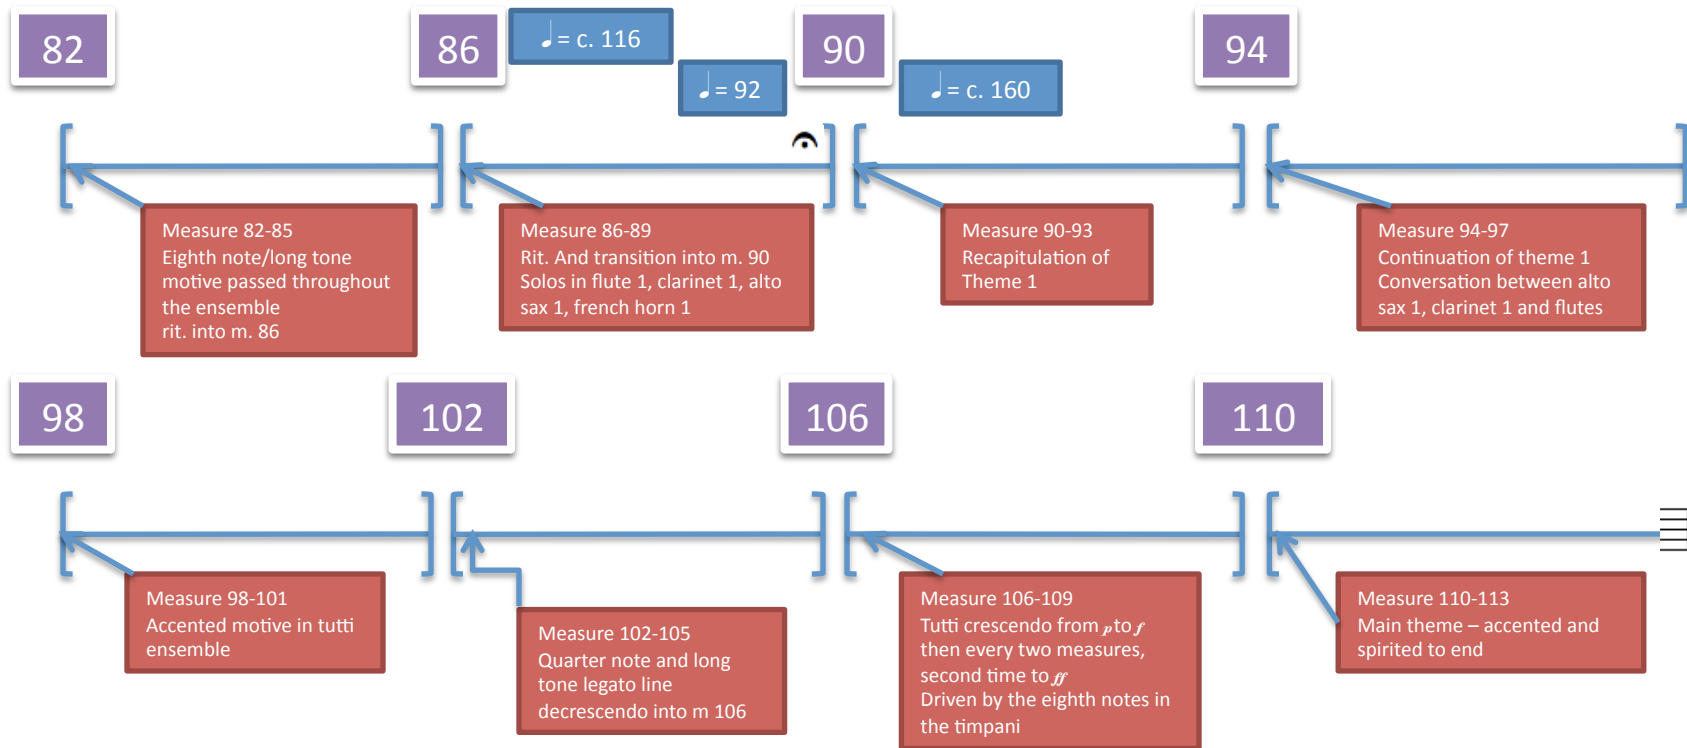 82
86
♩ = c. 116
♩ = 92
90
♩ = c. 160
94
Measure 82-85
Eighth note/long tone
motive passed throughout
the ensemble
rit. into m. 86
Measure 86-89
Rit. And transition into m. 90
Solos in flute 1, clarinet 1, alto
sax 1, french horn 1
Measure 90-93
Recapitulation of
Theme 1
Measure 94-97
Continuation of theme 1
Conversation between alto
sax 1, clarinet 1 and flutes
98
102
106
110
Measure 98-101
Accented motive in tutti
ensemble
Measure 102-105
Quarter note and long
tone legato line
decrescendo into m 106
Measure 106-109
Tutti crescendo from p to f
then every two measures,
second time to ff
Driven by the eighth notes in
the timpani
Measure 110-113
Main theme – accented and
spirited to end